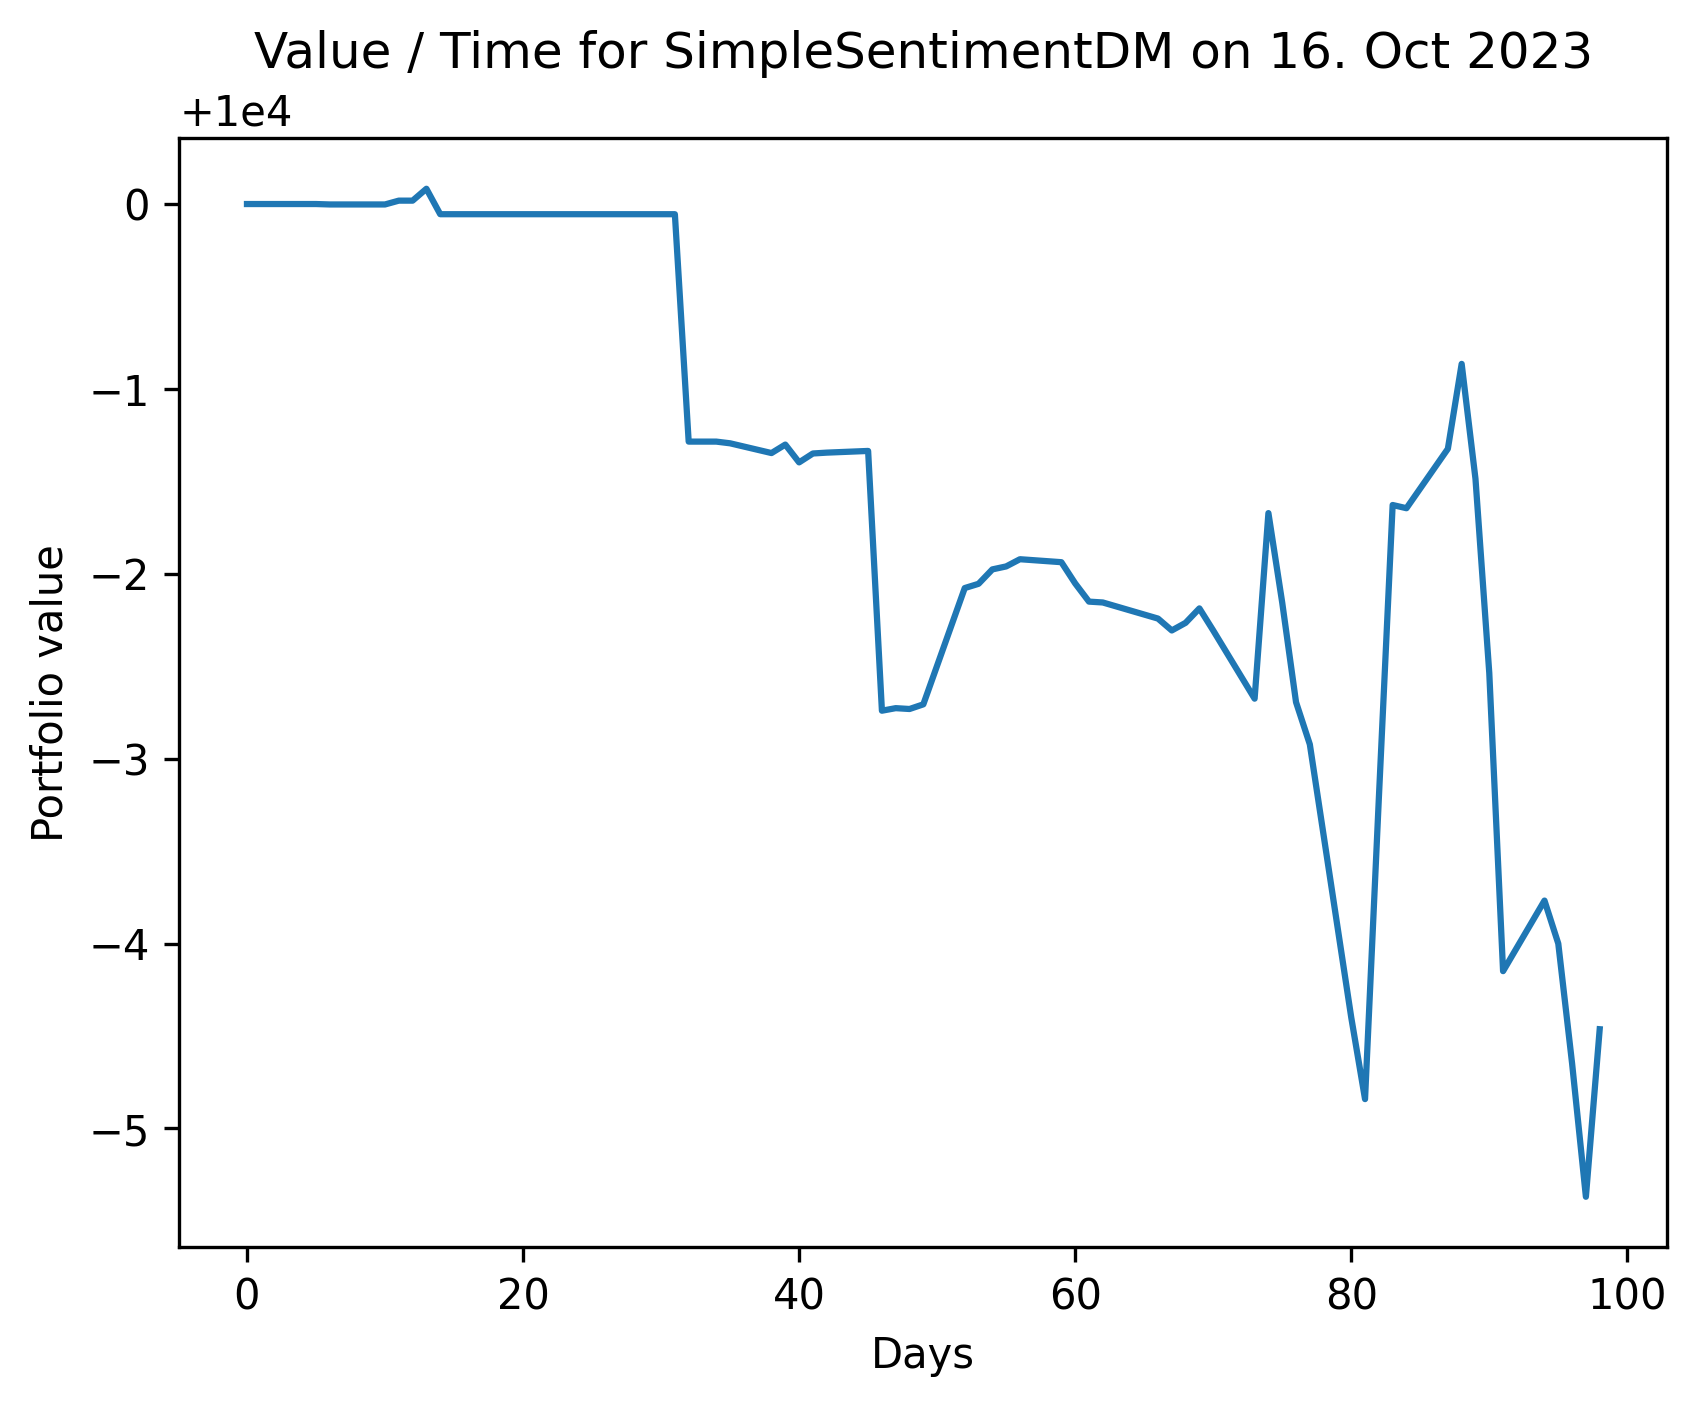 Value / Time for SimpleSentimentDM on 16. Oct 2023
+1e4
0
−1
−2
−3
−4
−5
Portfolio value
0 20 40 60 80 100
Days